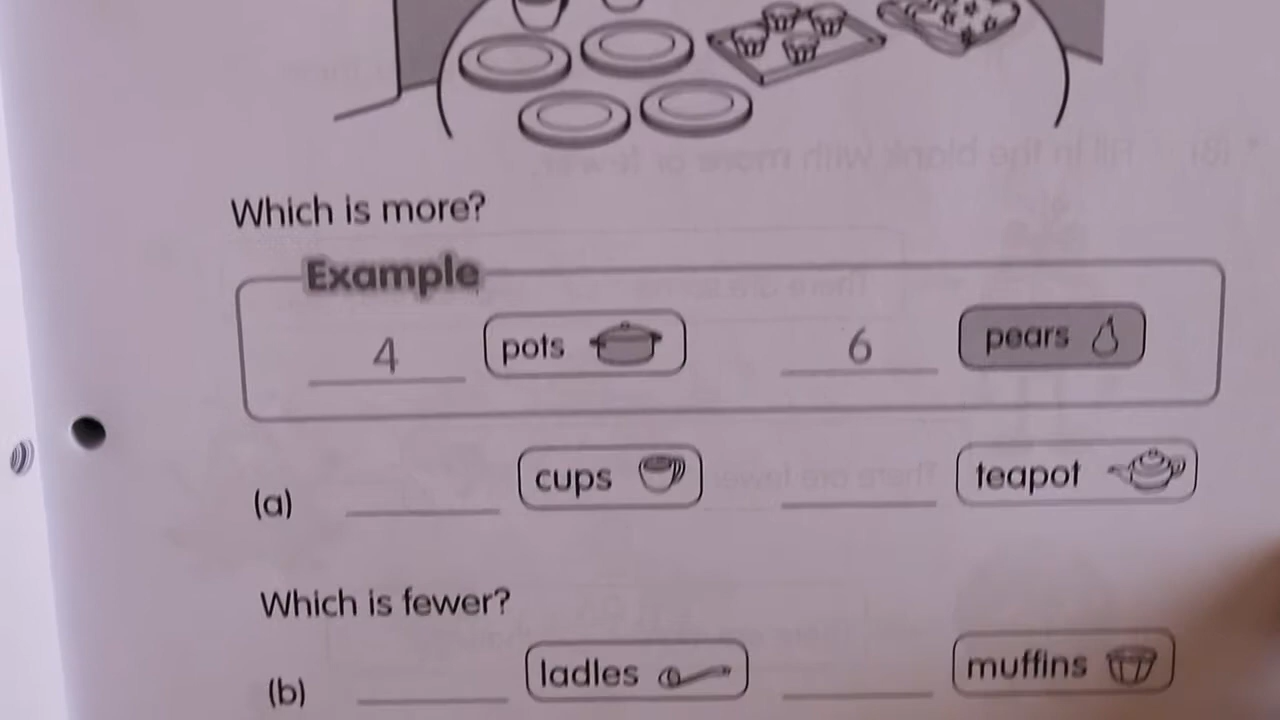 Which is more?
Example
4 pots 6 pears
(a) cups teapot
Which is fewer?
(b) ladles muffins